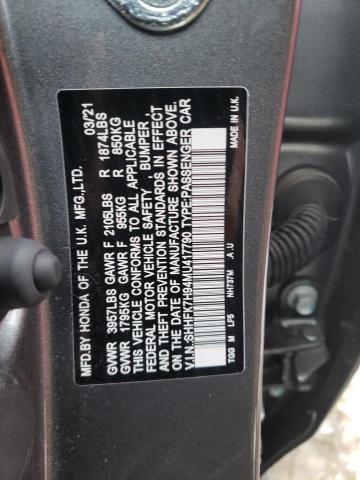 MFD.BY HONDA OF THE U.K. MFG.,LTD. 03/21
GVWR 3957LBS GAWR F 2105LBS R 1874LBS
GVWR 1795KG GAWR F 955KG R 850KG
THIS VEHICLE CONFORMS TO ALL APPLICABLE
FEDERAL MOTOR VEHICLE SAFETY , BUMPER ,
THEFT PREVENTION STANDARDS IN EFFECT
ON THE DATE OF MANUFACTURE SHOWN ABOVE.
V.I.N.:SHHFK7H94MU417790 TYPE:PASSENGER CAR
NH737M .A.U MADE IN U.K.
TGG M LF5